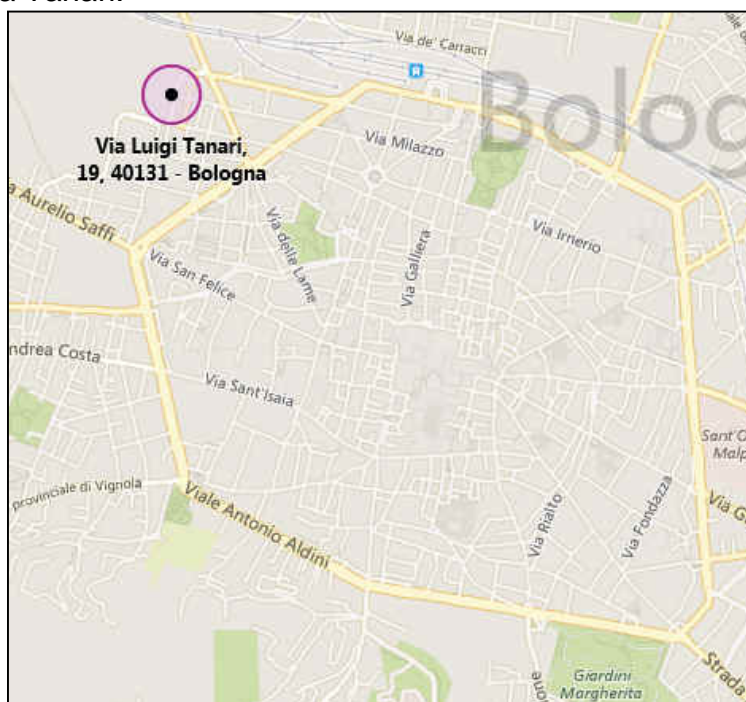 Tanari.
Via de' Carracci
Bolog
Via Luigi Tanari,
19, 40131 - Bologna
Via Milazzo
a Aurelio Saffi
Via Irnerio
Via delle Lame
Via Galliera
Via San Felice
ndrea Costa
Via Sant'Isaia
Sant'O
Malp
provinciale di Vignola
Viale Antonio Aldini
Via Rialto
Via Fondazza
Via G
Giardini
Margherita
Strada
one